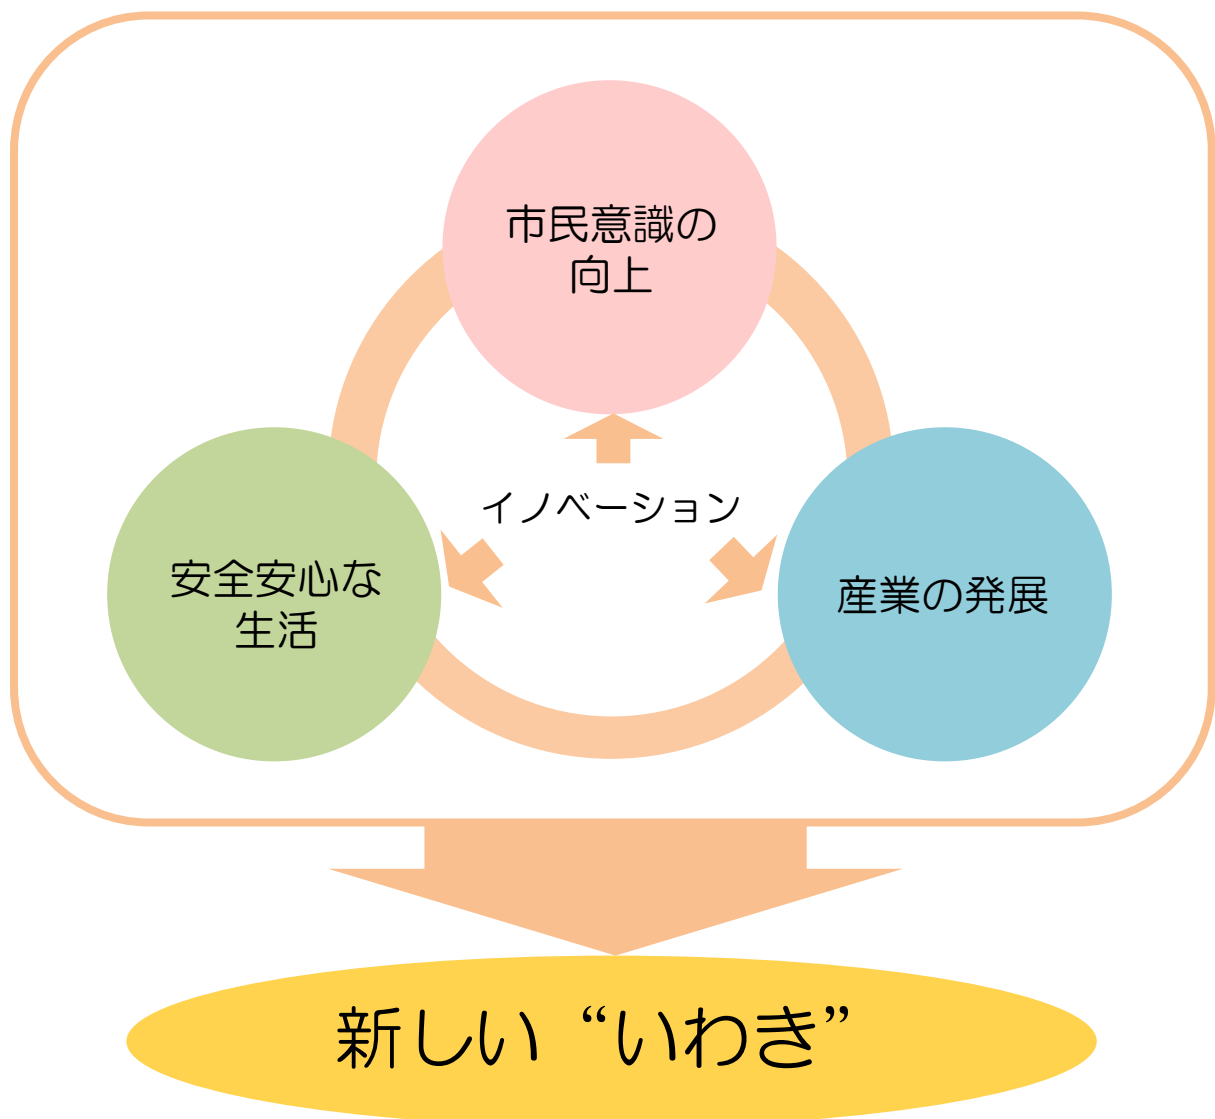 市民意識の
向上
イノベーション
安全安心な
生活
産業の発展
新しい“いわき”